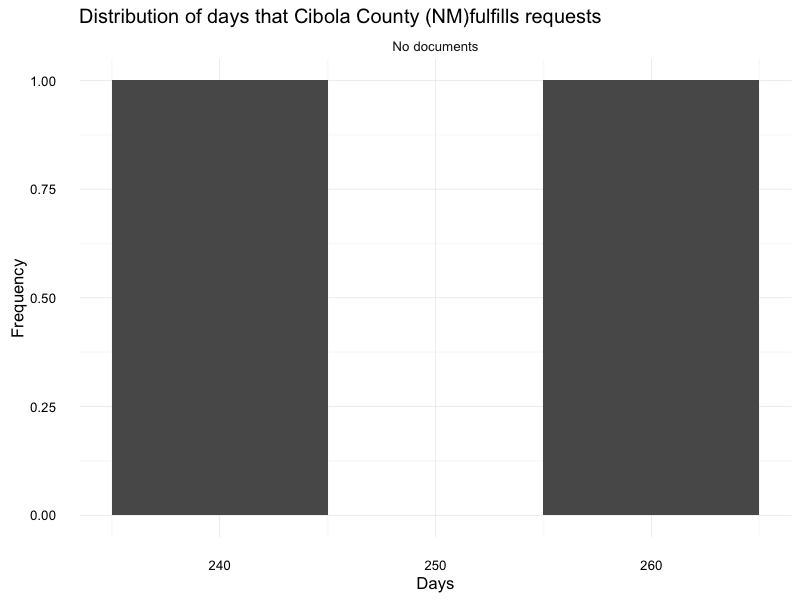 Distribution of days that Cibola County (NM)fulfills requests
No documents
1.00
0.75
0.50
0.25
0.00
Frequency
240
250
260
Days